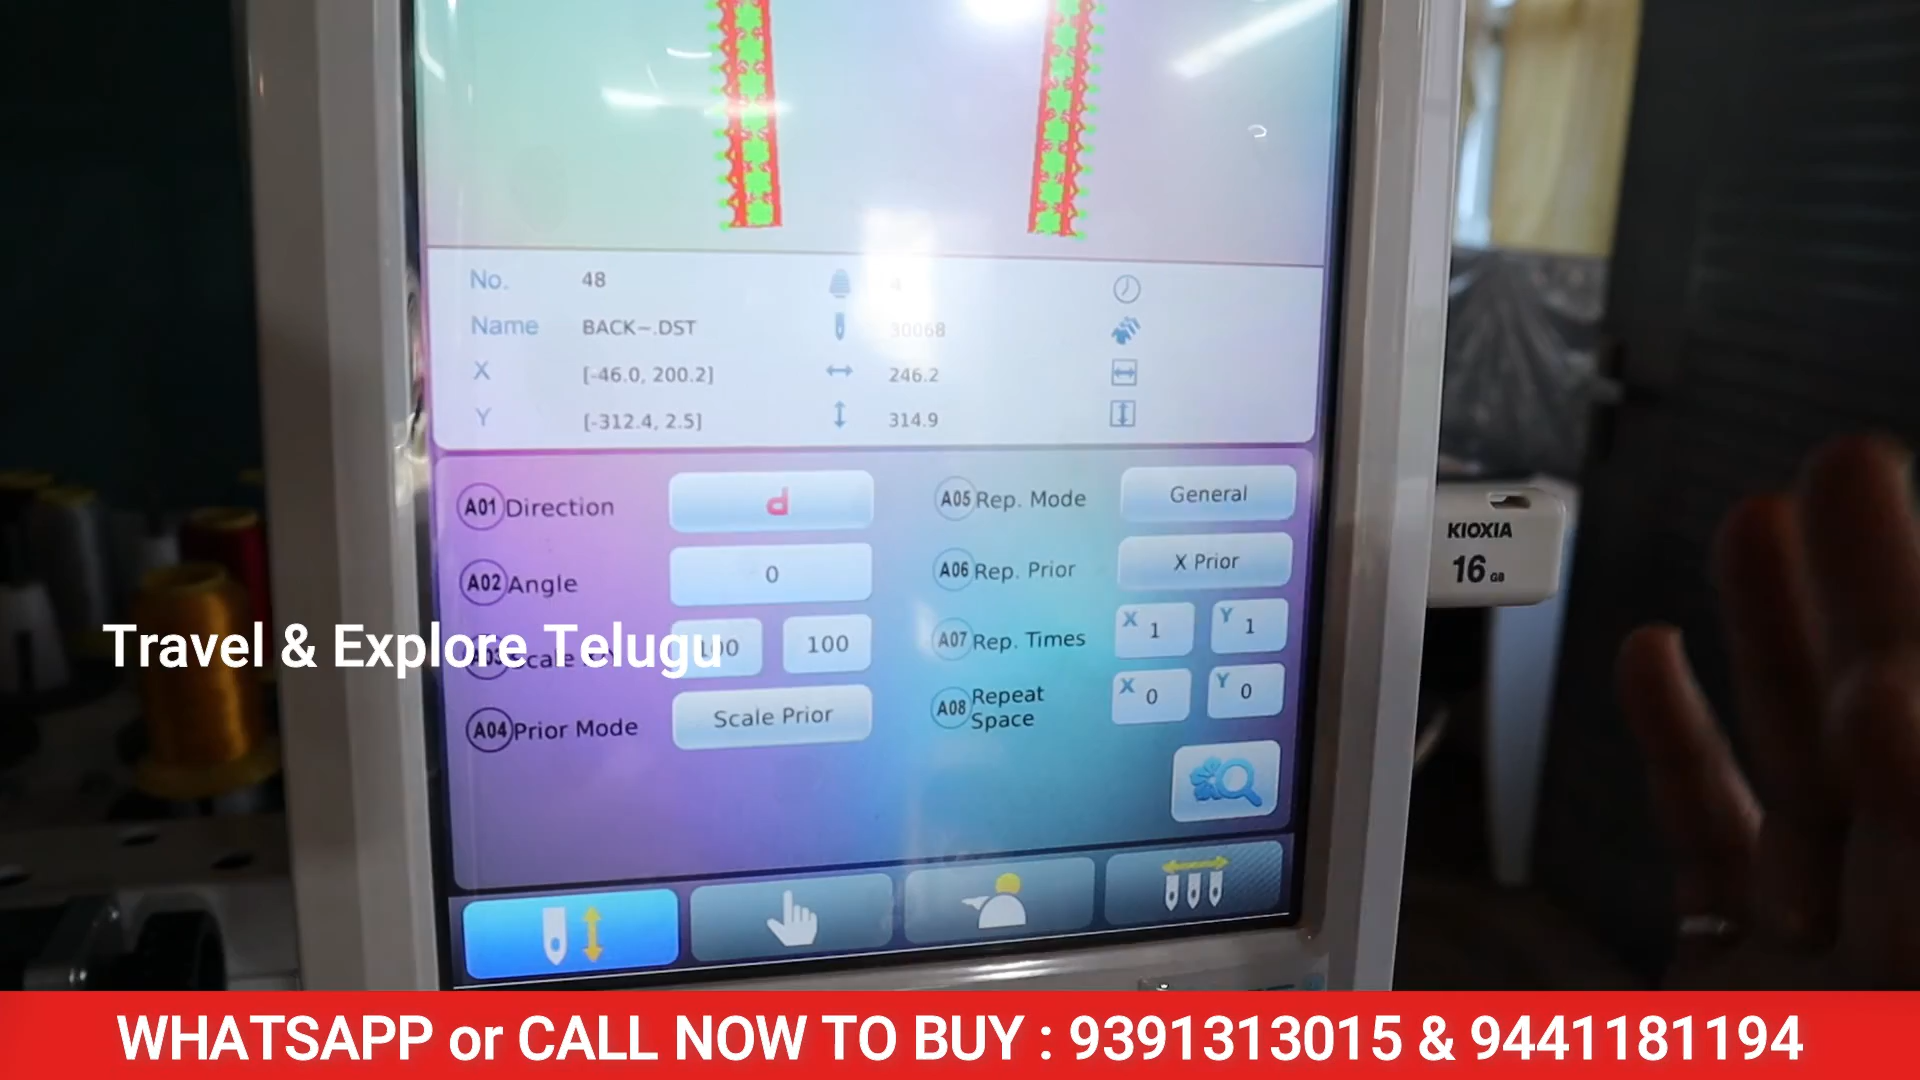 No. 48
Name BACK~.DST 30068
X [-46.0, 200.2] 246.2
Y [-312.4, 2.5] 314.9
A01 Direction d A05 Rep. Mode General
A02 Angle 0 A06 Rep. Prior X Prior
A07 Rep. Times X 1 Y 1
Travel & Explore Telugu
100
A04 Prior Mode Scale Prior A08 Repeat Space X 0 Y 0
KIOXIA
16 GB
WHATSAPP or CALL NOW TO BUY : 9391313015 & 9441181194